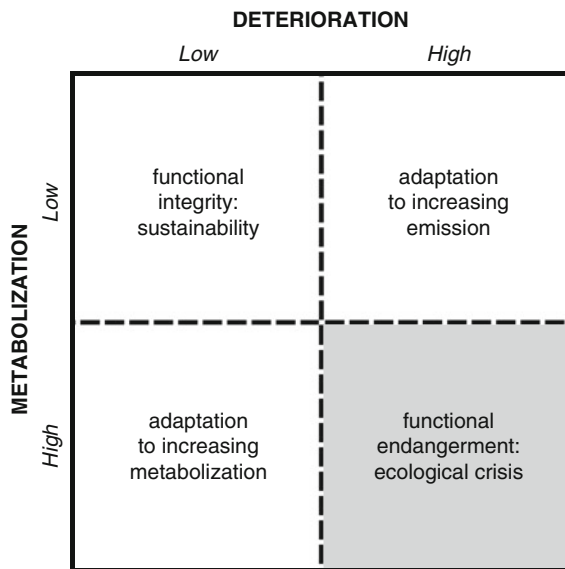 DETERIORATION
Low High
METABOLIZATION
Low
functional
integrity:
sustainability
adaptation
to increasing
emission
High
adaptation
to increasing
metabolization
functional
endangerment:
ecological crisis